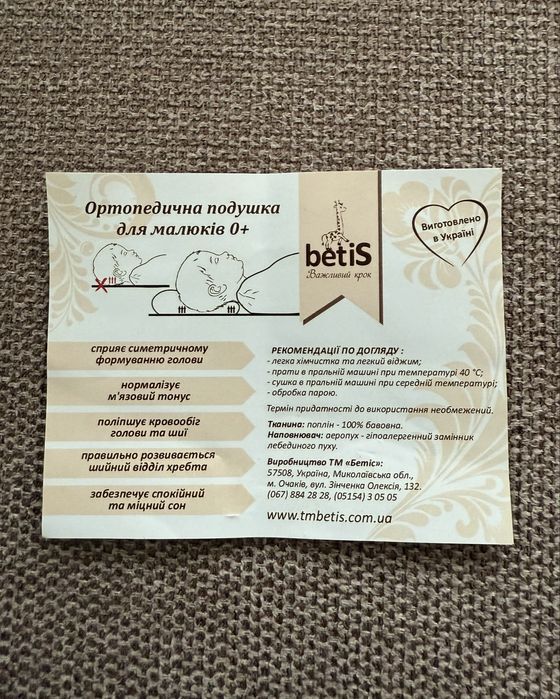 Ортопедична подушка
для малюків 0+
betiS
Важливий крок
Виготовлено
в Україні
сприяє симетричному
формуванню голови
нормалізує
м'язовий тонус
поліпшує кровообіг
голови та шиї
правильно розвивається
шийний відділ хребта
забезпечує спокійний
та міцний сон
РЕКОМЕНДАЦІЇ ПО ДОГЛЯДУ :
- легка хімчистка та легкий віджим;
- прати в пральній машині при температурі 40 °С;
- сушка в пральній машині при середній температурі;
- обробка парою.
Термін придатності до використання необмежений.
Тканина: поплін - 100% бавовна.
Наповнювач: аеропух - гіпоалергенний замінник
лебединого пуху.
Виробництво ТМ «Бетіс»:
57508, Україна, Миколаївська обл.,
м. Очаків, вул. Зінченка Олексія, 132.
(067) 884 28 28, (05154) 3 05 05
www.tmbetis.com.ua